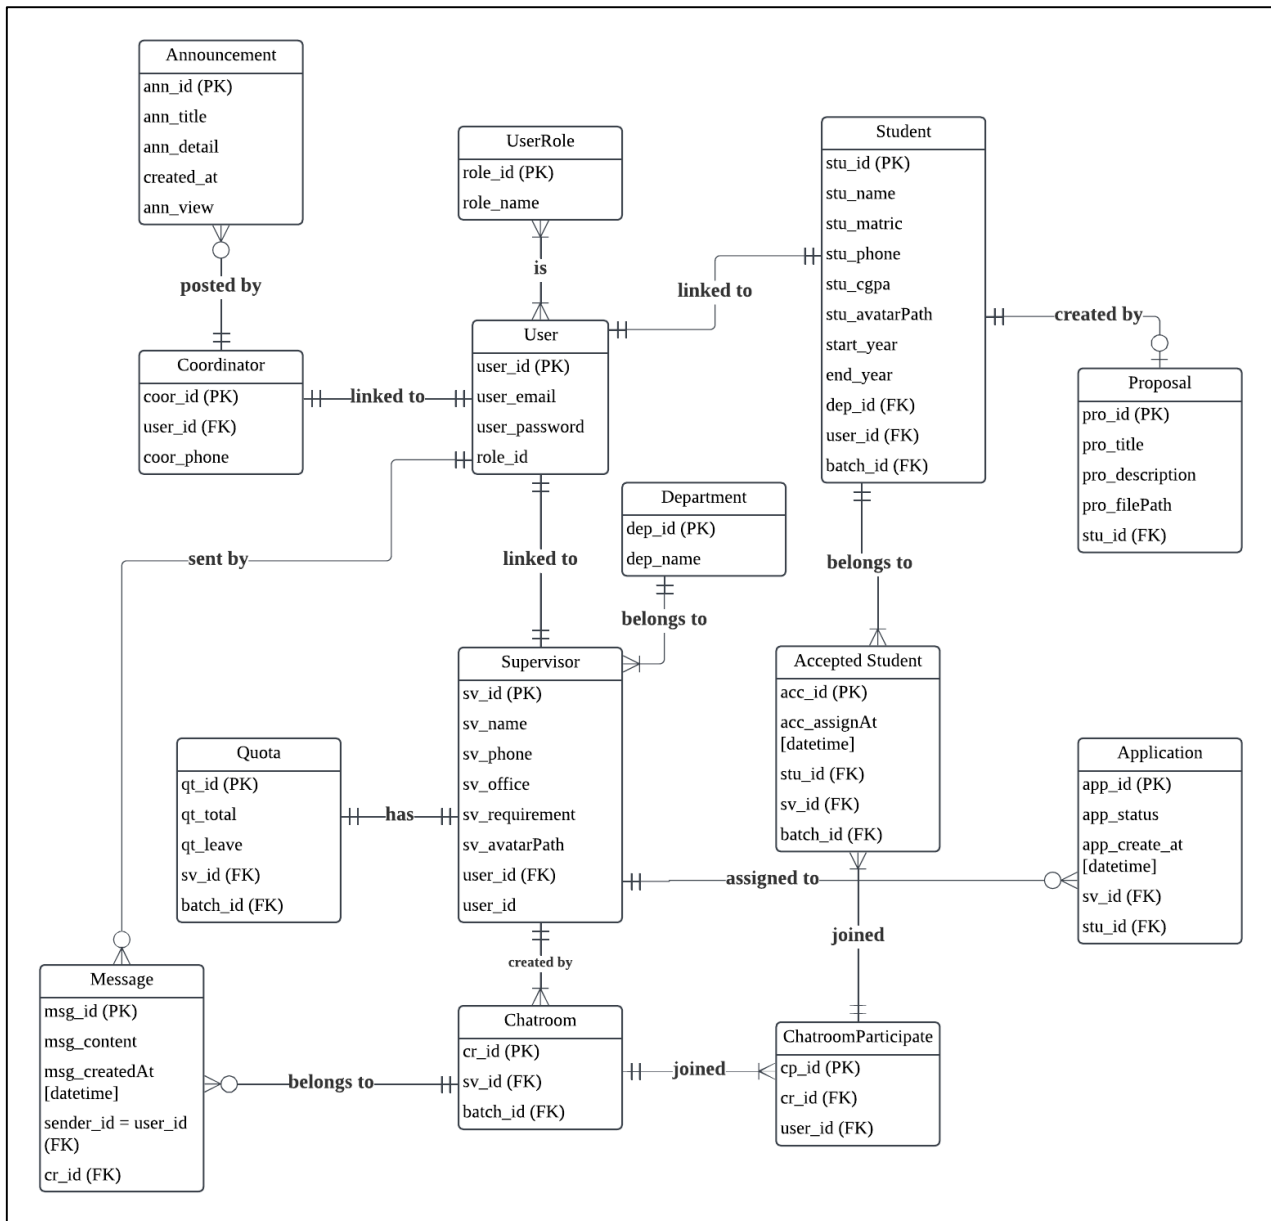 Announcement
ann_id (PK)
ann_title
ann_detail
created_at
ann_view
posted by
UserRole
role_id (PK)
role_name
is
Student
stu_id (PK)
stu_name
stu_matric
stu_phone
stu_cgpa
stu_avatarPath
start_year
end_year
dep_id (FK)
user_id (FK)
batch_id (FK)
linked to
created by
Coordinator
coor_id (PK)
user_id (FK)
coor_phone
linked to
User
user_id (PK)
user_email
user_password
role_id
Proposal
pro_id (PK)
pro_title
pro_description
pro_filePath
stu_id (FK)
Department
dep_id (PK)
dep_name
sent by
linked to
belongs to
belongs to
Supervisor
sv_id (PK)
sv_name
sv_phone
sv_office
sv_requirement
sv_avatarPath
user_id (FK)
user_id
Accepted Student
acc_id (PK)
acc_assignAt
[datetime]
stu_id (FK)
sv_id (FK)
batch_id (FK)
Quota
qt_id (PK)
qt_total
qt_leave
sv_id (FK)
batch_id (FK)
has
Application
app_id (PK)
app_status
app_create_at
[datetime]
sv_id (FK)
stu_id (FK)
assigned to
joined
created by
Message
msg_id (PK)
msg_content
msg_createdAt
[datetime]
sender_id = user_id
(FK)
cr_id (FK)
belongs to
Chatroom
cr_id (PK)
sv_id (FK)
batch_id (FK)
joined
ChatroomParticipate
cp_id (PK)
cr_id (FK)
user_id (FK)